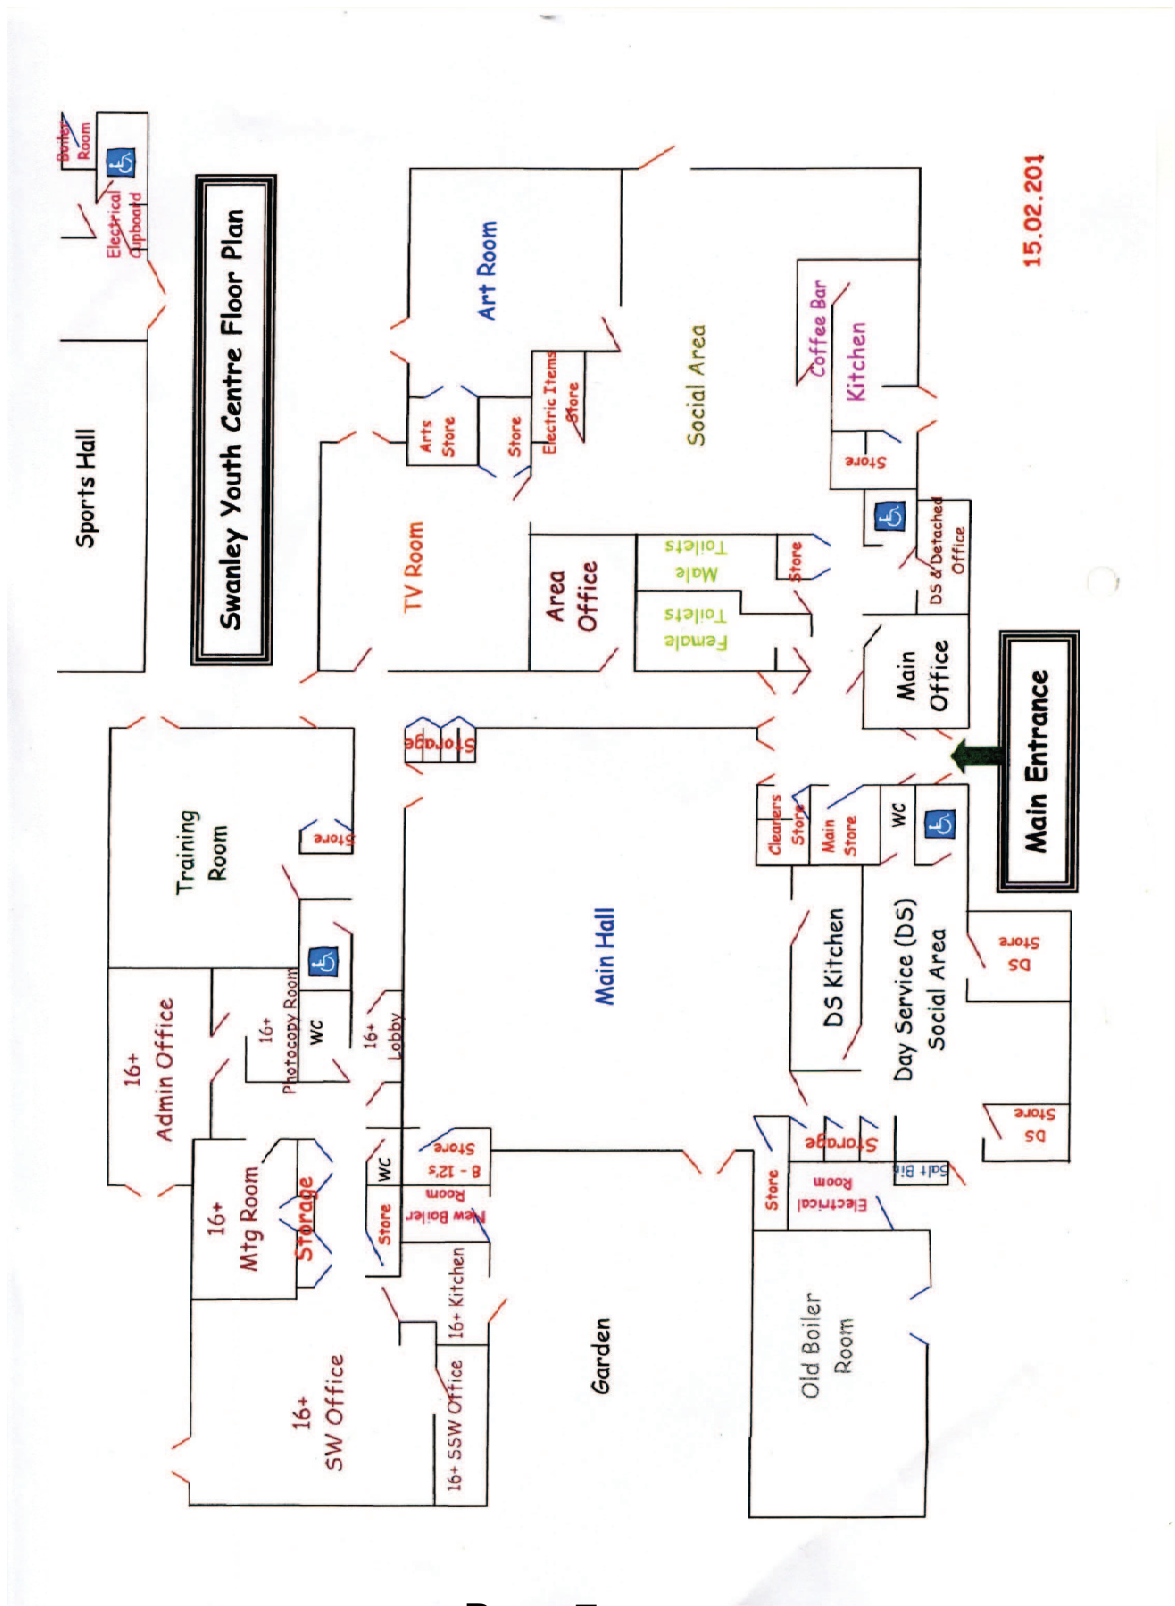 Sports Hall
Boiler
Room
Electrical
Cupboard
Swanley Youth Centre Floor Plan
16+
Admin Office
Training
Room
16+
Mtg Room
Storage
16+
Photocopy Room
WC
Store
16+
SW Office
Store
WC
16+
Lobby
TV Room
Arts
Store
Store
Art Room
16+ SSW Office
16+ Kitchen
New Boiler
Room
8 - 12's
Store
Storage
Electric Items
Store
Area
Office
Garden
Main Hall
Female
Toilets
Male
Toilets
Social Area
Store
Store
Electrical
Room
Storage
Cleaners
Store
Main
Store
Coffee Bar
Kitchen
Store
Old Boiler
Room
DS Kitchen
WC
Day Service (DS)
Social Area
Salt Bin
Main
Office
DS & Detached
Office
DS
Store
DS
Store
Main Entrance
15.02.201